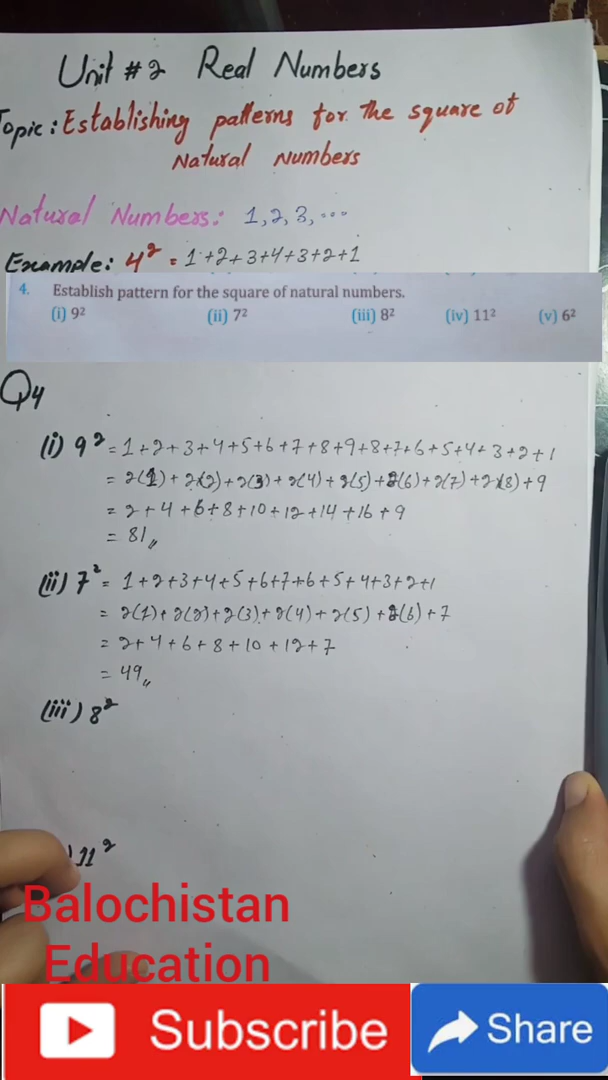 Unit # 2 Real Numbers
Topic: Establishing patterns for the square of
Natural Numbers
Natural Numbers: 1,2,3,...
Example: 4² = 1+2+3+4+3+2+1
4. Establish pattern for the square of natural numbers.
(i) 9² (ii) 7² (iii) 8² (iv) 11² (v) 6²
Q4
(i) 9² = 1+2+3+4+5+6+7+8+9+8+7+6+5+4+3+2+1
= 2(1)+2(2)+2(3)+2(4)+2(5)+2(6)+2(7)+2(8)+9
= 2+4+6+8+10+12+14+16+9
= 81,,
(ii) 7² = 1+2+3+4+5+6+7+6+5+4+3+2+1
= 2(1)+2(2)+2(3)+2(4)+2(5)+2(6)+7
= 2+4+6+8+10+12+7
= 49,,
(iii) 8²
) 11²
Balochistan
Education
Subscribe Share